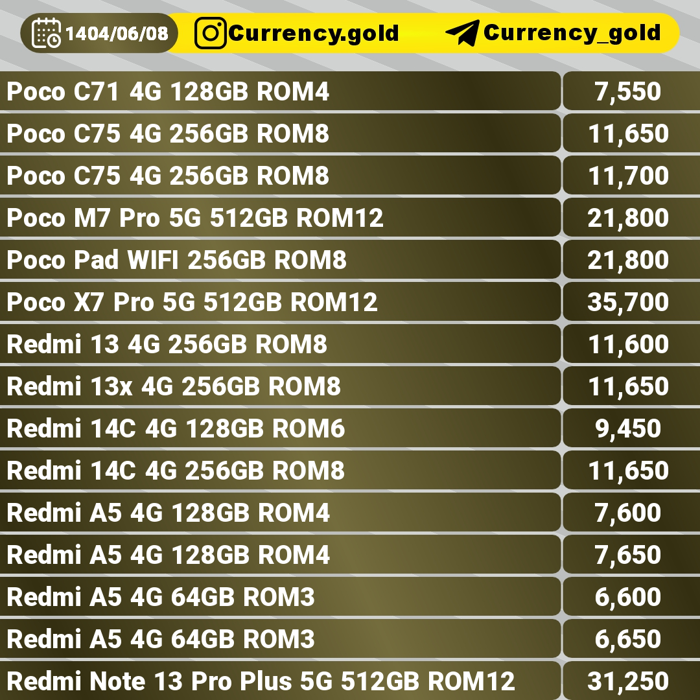 1404/06/08 Currency.gold Currency_gold
Poco C71 4G 128GB ROM4 7,550
Poco C75 4G 256GB ROM8 11,650
Poco C75 4G 256GB ROM8 11,700
Poco M7 Pro 5G 512GB ROM12 21,800
Poco Pad WIFI 256GB ROM8 21,800
Poco X7 Pro 5G 512GB ROM12 35,700
Redmi 13 4G 256GB ROM8 11,600
Redmi 13x 4G 256GB ROM8 11,650
Redmi 14C 4G 128GB ROM6 9,450
Redmi 14C 4G 256GB ROM8 11,650
Redmi A5 4G 128GB ROM4 7,600
Redmi A5 4G 128GB ROM4 7,650
Redmi A5 4G 64GB ROM3 6,600
Redmi A5 4G 64GB ROM3 6,650
Redmi Note 13 Pro Plus 5G 512GB ROM12 31,250